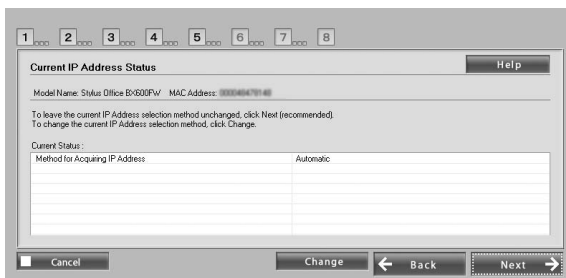 1 2 3 4 5 6 7 8
Current IP Address Status
Help
Model Name: Stylus Office BX600FW MAC Address:
To leave the current IP Address selection method unchanged, click Next (recommended).
To change the current IP Address selection method, click Change.
Current Status :
Method for Acquiring IP Address Automatic
Cancel Change Back Next